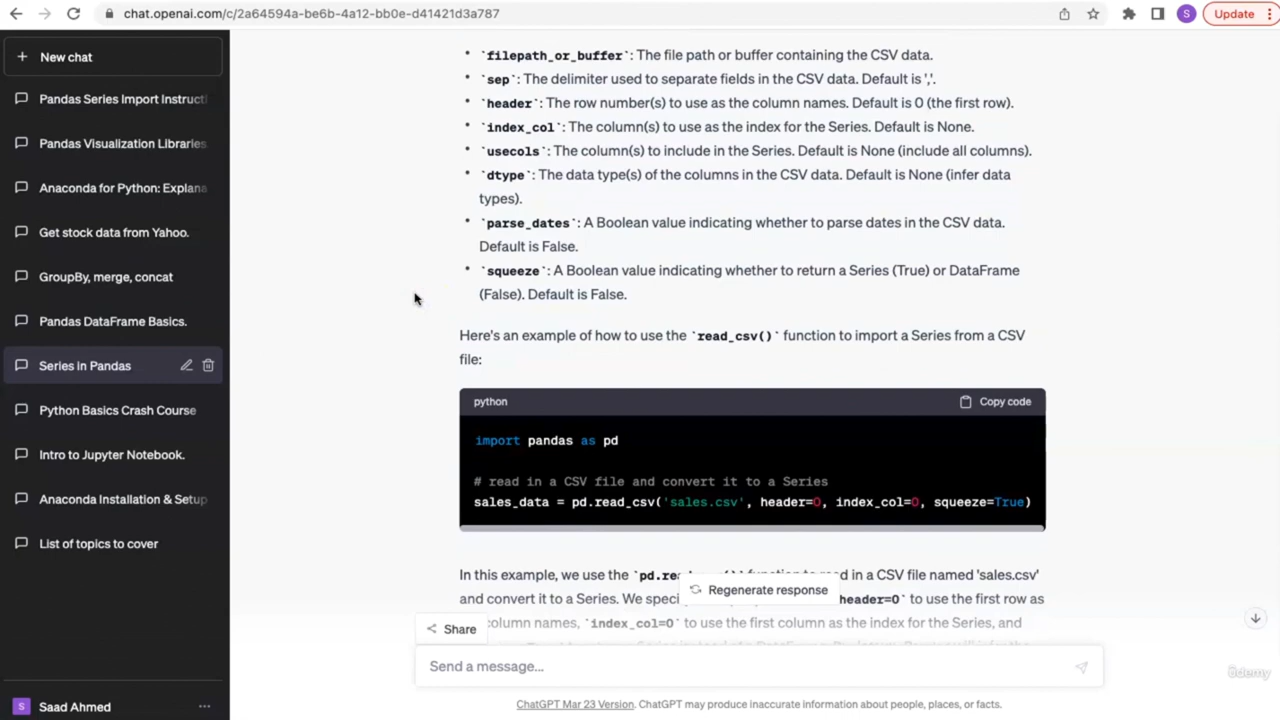 chat.openai.com/c/2a64594a-be6b-4a12-bb0e-d41421d3a787
S
Update
New chat
Pandas Series Import Instructi
Pandas Visualization Libraries
Anaconda for Python: Explana
Get stock data from Yahoo.
GroupBy, merge, concat
Pandas DataFrame Basics.
Series in Pandas
Python Basics Crash Course
Intro to Jupyter Notebook.
Anaconda Installation & Setup
List of topics to cover
S Saad Ahmed
• `filepath_or_buffer`: The file path or buffer containing the CSV data.
• `sep`: The delimiter used to separate fields in the CSV data. Default is ','.
• `header`: The row number(s) to use as the column names. Default is 0 (the first row).
• `index_col`: The column(s) to use as the index for the Series. Default is None.
• `usecols`: The column(s) to include in the Series. Default is None (include all columns).
• `dtype`: The data type(s) of the columns in the CSV data. Default is None (infer data
types).
• `parse_dates`: A Boolean value indicating whether to parse dates in the CSV data.
Default is False.
• `squeeze`: A Boolean value indicating whether to return a Series (True) or DataFrame
(False). Default is False.
Here's an example of how to use the `read_csv()` function to import a Series from a CSV
file:
python
Copy code
import pandas as pd
# read in a CSV file and convert it to a Series
sales_data = pd.read_csv('sales.csv', header=0, index_col=0, squeeze=True)
In this example, we use the `pd.re function to read in a CSV file named 'sales.csv'
Regenerate response
and convert it to a Series. We speci header=0` to use the first row as
column names, `index_col=0` to use the first column as the index for the Series, and
Share
Send a message...
ChatGPT Mar 23 Version. ChatGPT may produce inaccurate information about people, places, or facts.
ûdemy